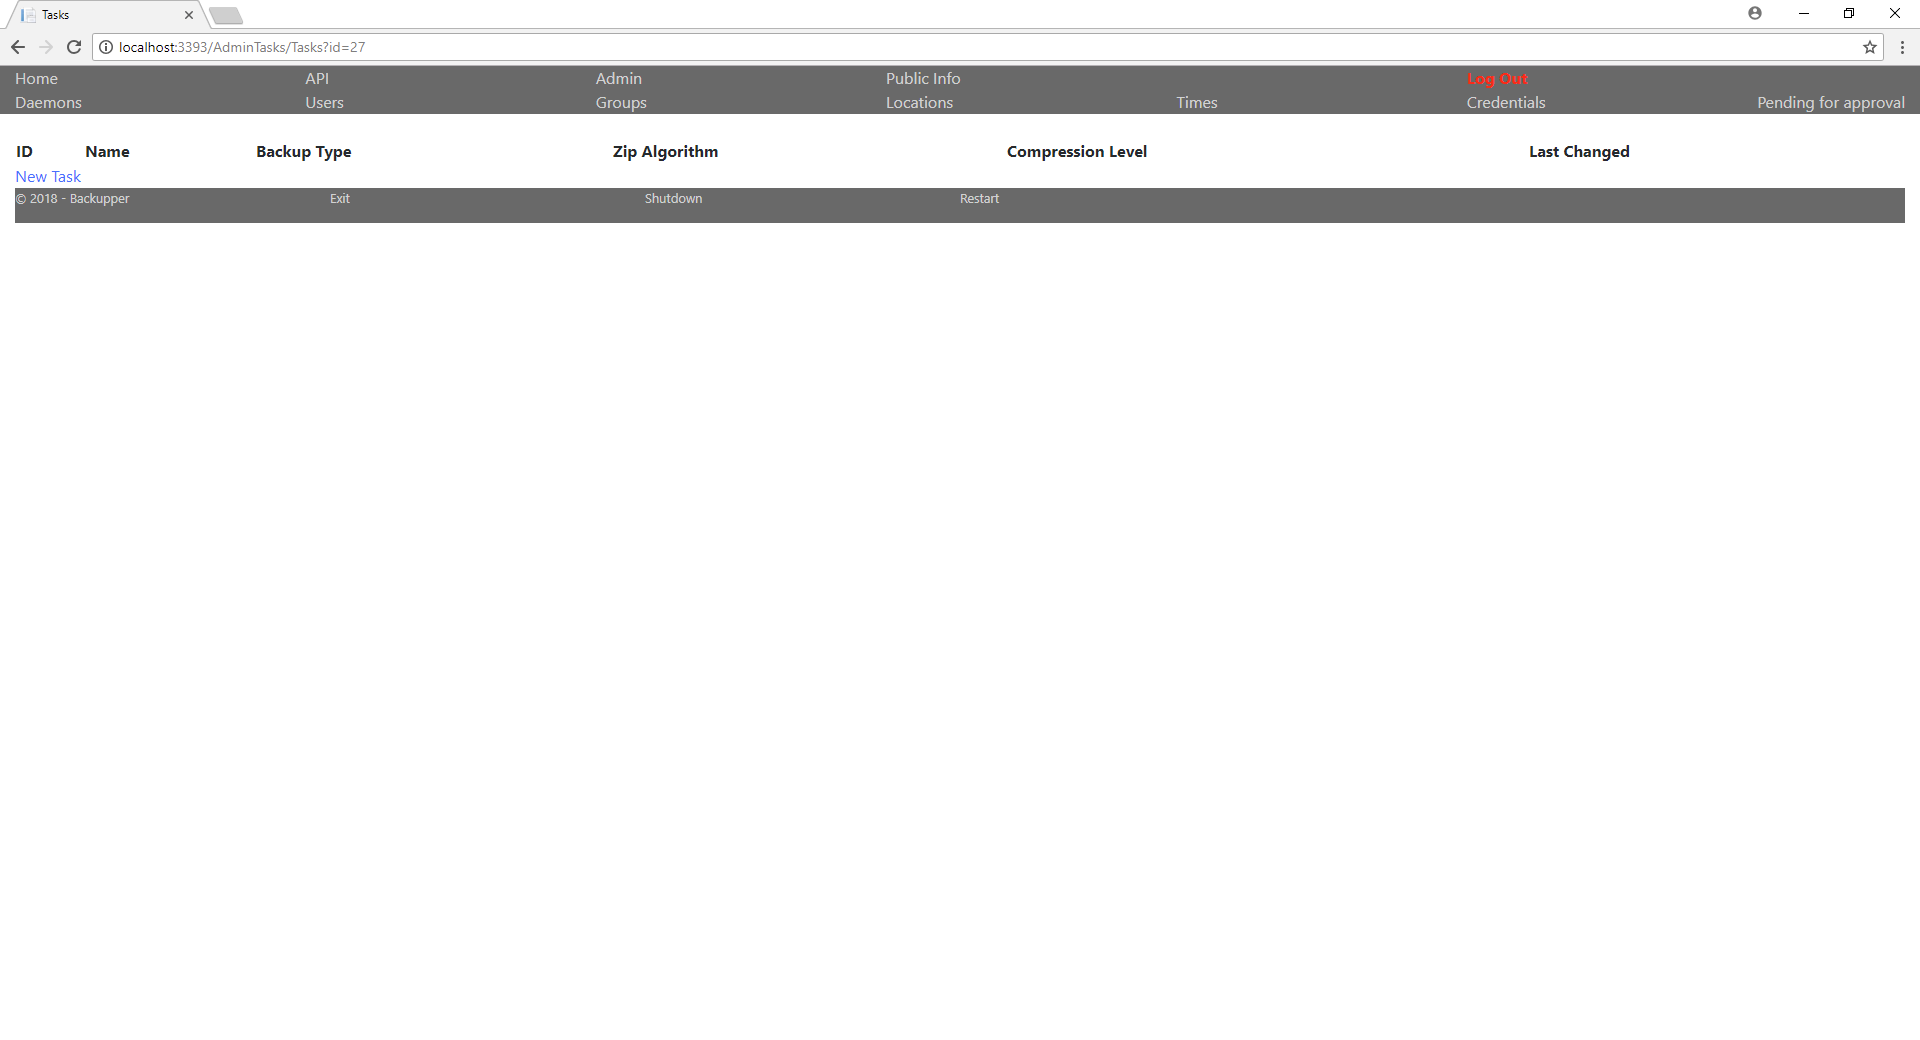 Tasks
localhost:3393/AdminTasks/Tasks?id=27
Home API Admin Public Info Log Out
Daemons Users Groups Locations Times Credentials Pending for approval
ID Name Backup Type Zip Algorithm Compression Level Last Changed
New Task
© 2018 - Backupper Exit Shutdown Restart